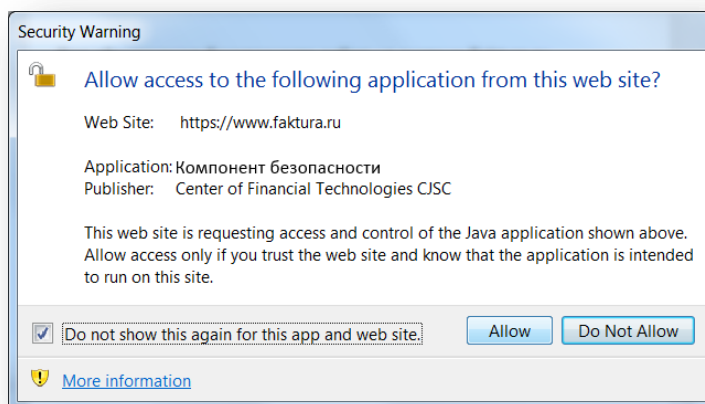 Security Warning
Allow access to the following application from this web site?
Web Site: https://www.faktura.ru
Application: Компонент безопасности
Publisher: Center of Financial Technologies CJSC
This web site is requesting access and control of the Java application shown above.
Allow access only if you trust the web site and know that the application is intended
to run on this site.
Do not show this again for this app and web site. Allow Do Not Allow
More information